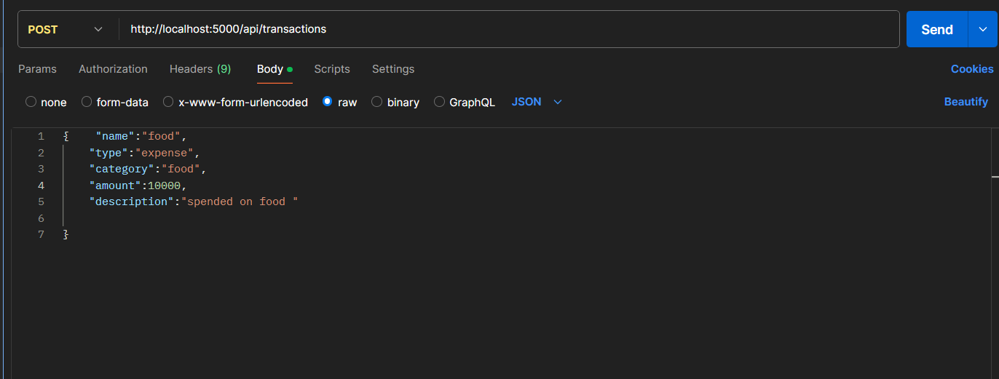 POST http://localhost:5000/api/transactions Send
Params Authorization Headers (9) Body Scripts Settings Cookies
none form-data x-www-form-urlencoded raw binary GraphQL JSON Beautify
1 {    "name":"food",
2     "type":"expense",
3     "category":"food",
4     "amount":10000,
5     "description":"spended on food "
6
7 }